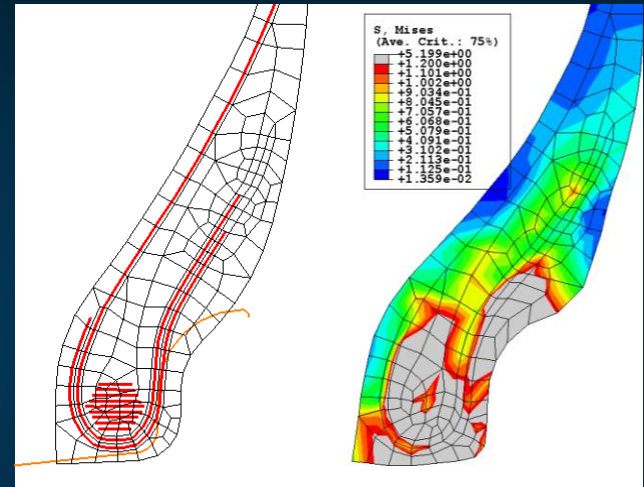 S, Mises
(Ave. Crit.: 75%)
+5.199e+00
+1.200e+00
+1.101e+00
+1.002e+00
+9.034e-01
+8.045e-01
+7.057e-01
+6.068e-01
+5.079e-01
+4.091e-01
+3.102e-01
+2.113e-01
+1.125e-01
+1.359e-02